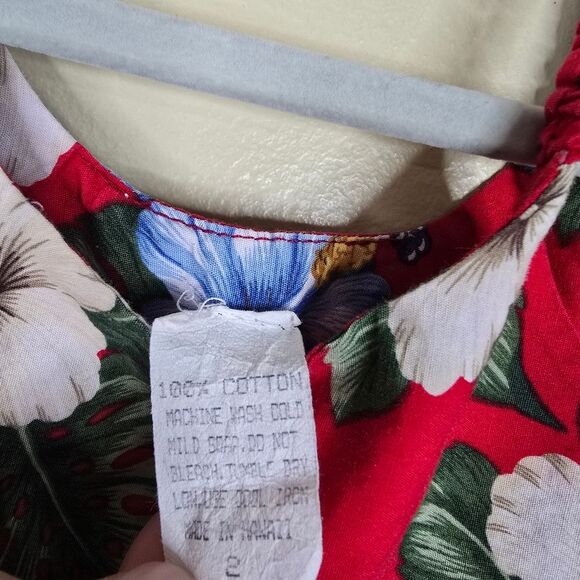 100% COTTON
MACHINE WASH COLD
MILD SOAP.DO NOT
BLEACH.TUMBLE DRY
LOW.USE COOL IRON
MADE IN HAWAII
2